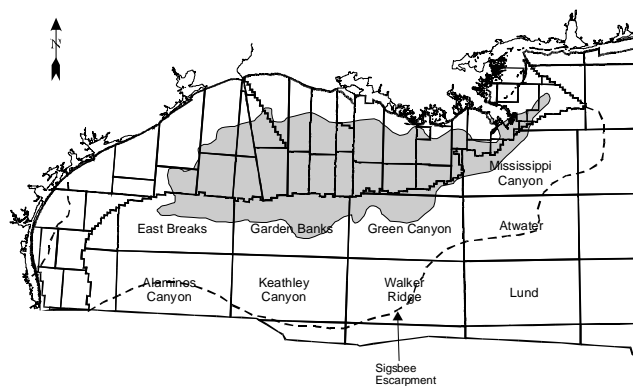 N
Mississippi
Canyon
East Breaks
Garden Banks
Green Canyon
Atwater
Alaminos
Canyon
Keathley
Canyon
Walker
Ridge
Lund
Sigsbee
Escarpment